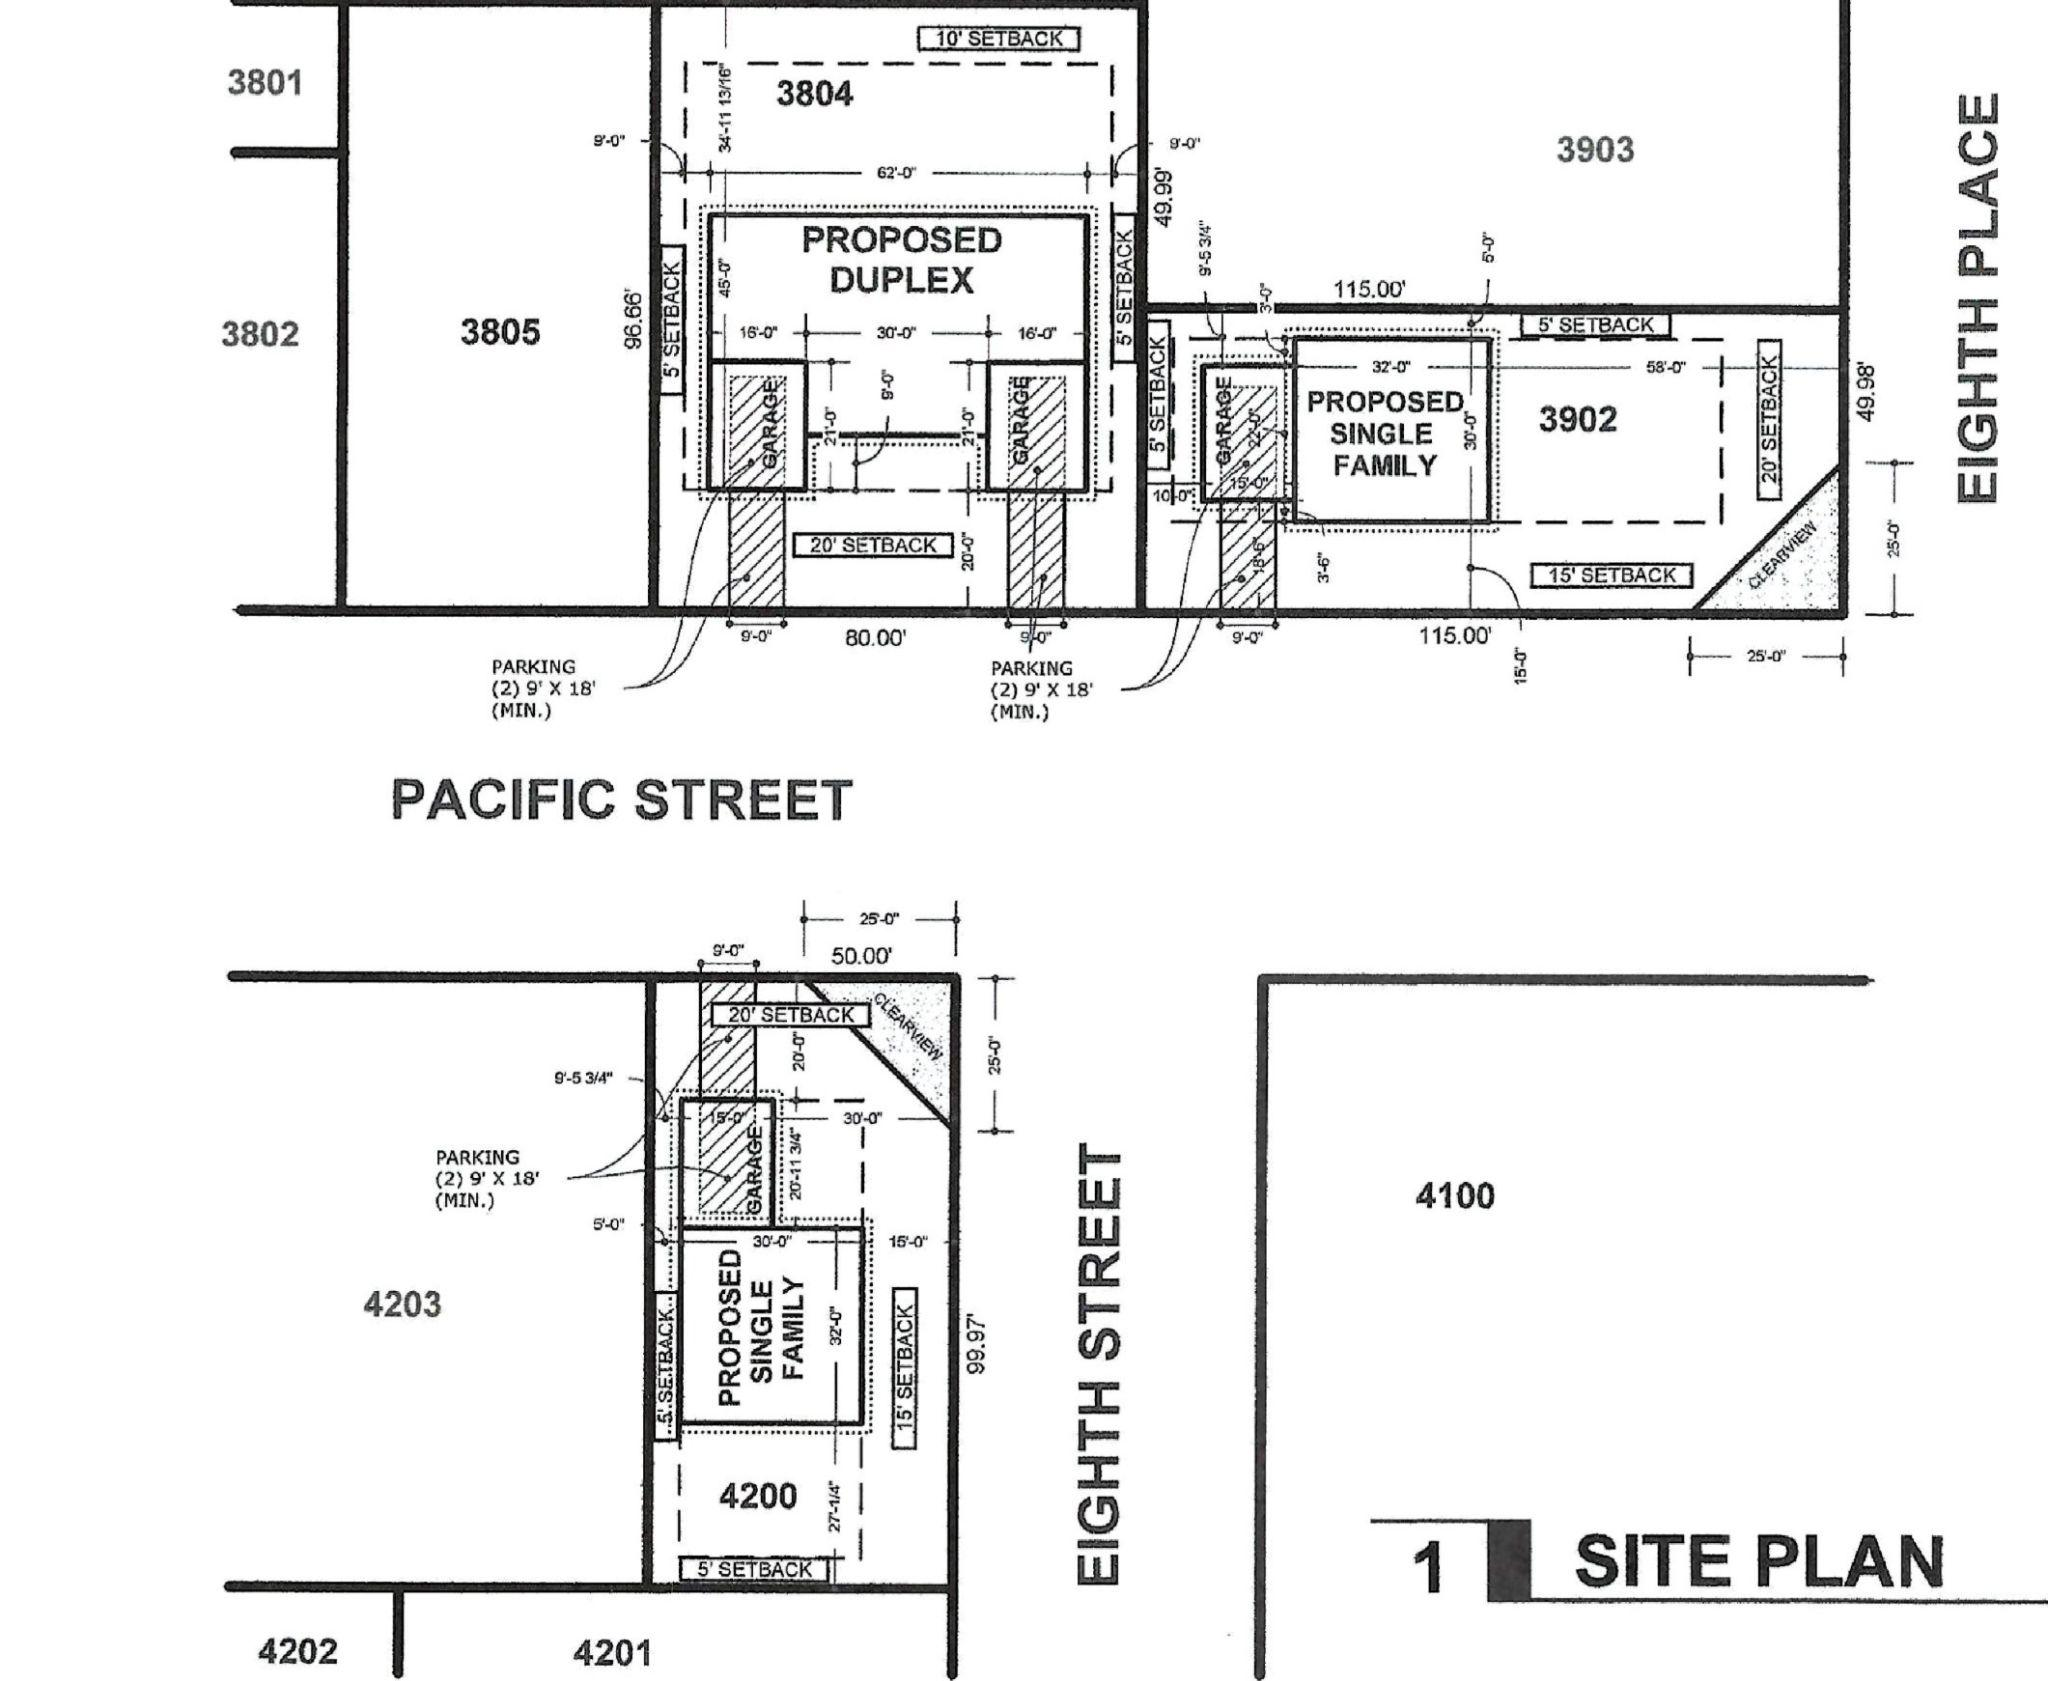 3801
3802
3805
10' SETBACK
3804
34'-11 13/16"
9'-0"
9'-0"
62'-0"
49.99'
96.66'
5' SETBACK
5' SETBACK
PROPOSED
DUPLEX
45'-0"
16'-0"
30'-0"
16'-0"
GARAGE
21'-0"
9'-0"
21'-0"
GARAGE
20' SETBACK
20'-0"
9'-0"
80.00'
9'-0"
PARKING
(2) 9' X 18'
(MIN.)
PARKING
(2) 9' X 18'
(MIN.)
3903
EIGHTH PLACE
9'-5 3/4"
3'-0"
115.00'
5'-0"
5' SETBACK
5' SETBACK
32'-0"
58'-0"
20' SETBACK
49.98'
GARAGE
22'-0"
15'-0"
10'-0"
PROPOSED
SINGLE
FAMILY
30'-0"
3902
18'-6"
3'-6"
15' SETBACK
CLEARVIEW
25'-0"
9'-0"
115.00'
15'-0"
25'-0"
PACIFIC STREET
25'-0"
9'-0"
50.00'
20' SETBACK
CLEARVIEW
20'-0"
25'-0"
9'-5 3/4"
15'-0"
30'-0"
GARAGE
20'-11 3/4"
PARKING
(2) 9' X 18'
(MIN.)
5'-0"
30'-0"
15'-0"
4203
5' SETBACK
PROPOSED
SINGLE
FAMILY
32'-0"
15' SETBACK
99.97'
EIGHTH STREET
4200
27'-1/4"
5' SETBACK
4202
4201
4100
1 SITE PLAN